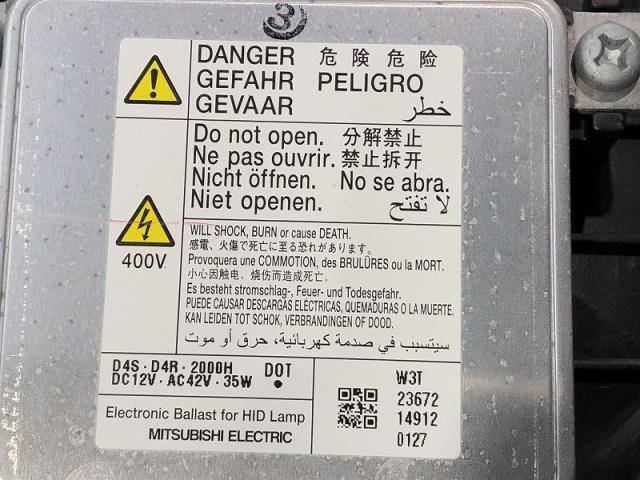 3
DANGER 危 険 危 险
GEFAHR PELIGRO
GEVAAR خطر
Do not open. 分解禁止
Ne pas ouvrir. 禁止拆开
Nicht öffnen. No se abra.
Niet openen. لا تفتح
400V
WILL SHOCK, BURN or cause DEATH.
感電、火傷で死亡に至る恐れがあります。
Provoquera une COMMOTION, des BRULÛRES ou la MORT.
小心因触电、烧伤而造成死亡。
Es besteht stromschlag-, Feuer- und Todesgefahr.
PUEDE CAUSAR DESCARGAS ELÉCTRICAS, QUEMADURAS O LA MUERTE.
KAN LEIDEN TOT SCHOK, VERBRANDINGEN OF DOOD.
سيتسبب في صدمة كهربائية، حرق أو موت
D4S・D4R・2000H DOT
DC12V・AC42V・35W ●
Electronic Ballast for HID Lamp
MITSUBISHI ELECTRIC
W3T
23672
14912
0127